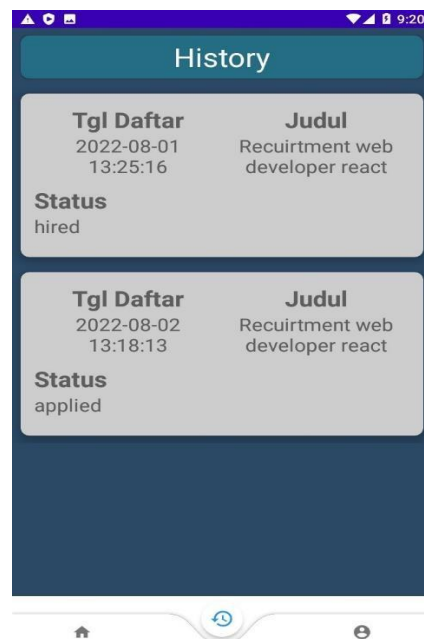 9:20
History
Tgl Daftar
Judul
2022-08-01
13:25:16
Recuirtment web
developer react
Status
hired
Tgl Daftar
Judul
2022-08-02
13:18:13
Recuirtment web
developer react
Status
applied